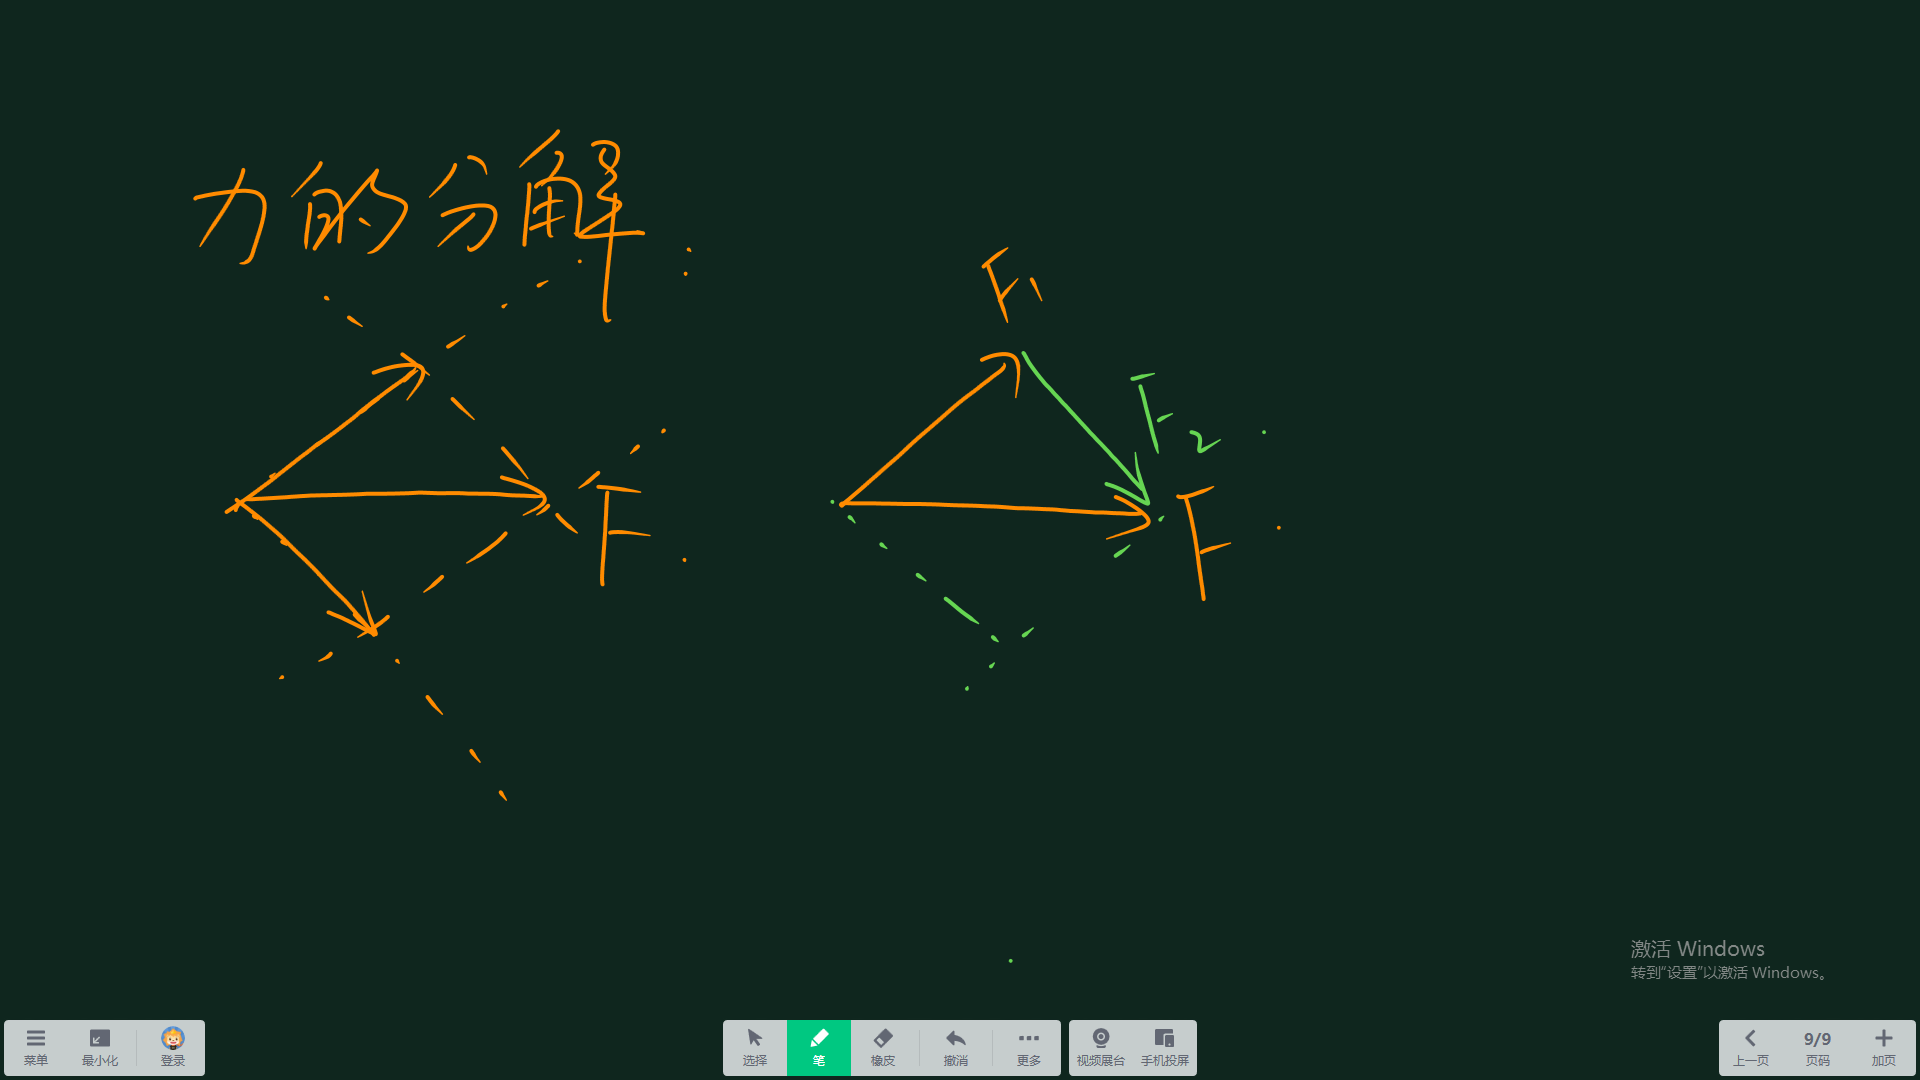 力的分解
F
F1
F2
F
激活 Windows
转到“设置”以激活 Windows。
菜单 最小化 登录 选择 笔 橡皮 撤消 更多 视频展台 手机投屏 上一页 9/9 页码 加页